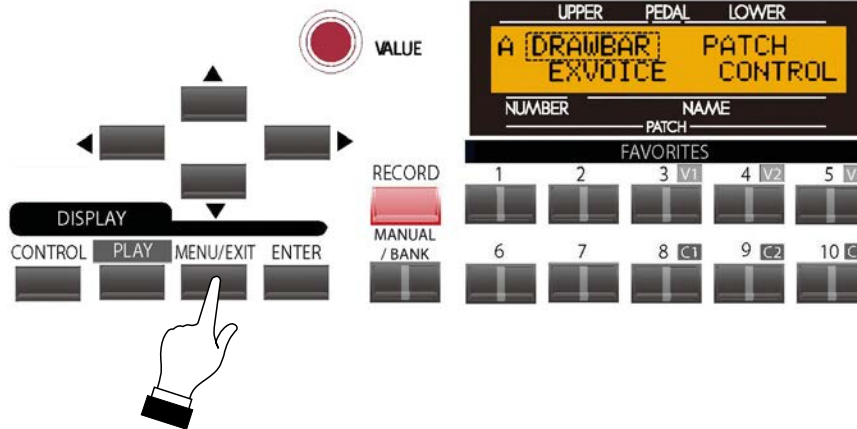 UPPER PEDAL LOWER
VALUE
A DRAWBAR PATCH
EXVOICE CONTROL
NUMBER NAME
PATCH
FAVORITES
RECORD
1 2 3 V1 4 V2 5
DISPLAY
CONTROL PLAY MENU/EXIT ENTER
MANUAL
/ BANK
6 7 8 C1 9 C2 10